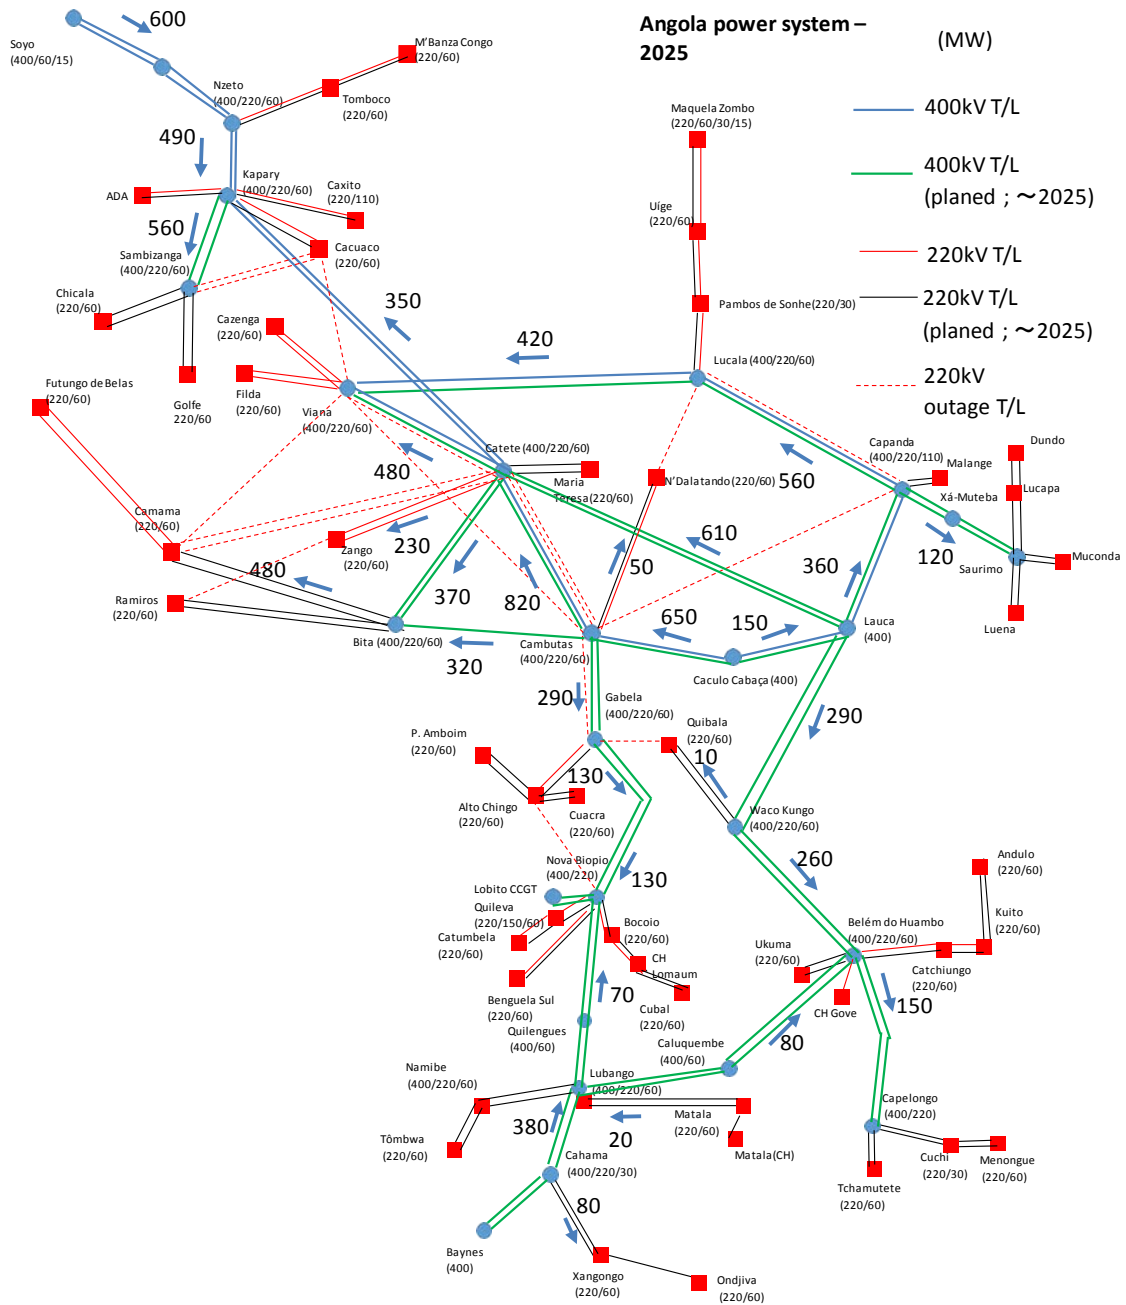 Angola power system –
2025
(MW)
400kV T/L
400kV T/L
(planed ; ～2025)
220kV T/L
220kV T/L
(planed ; ～2025)
220kV
outage T/L
Soyo
(400/60/15)
600
Nzeto
(400/220/60)
M'Banza Congo
(220/60)
Tomboco
(220/60)
490
Kapary
(400/220/60)
ADA
Caxito
(220/110)
560
Sambizanga
(400/220/60)
Cacuaco
(220/60)
Chicala
(220/60)
Golfe
220/60
Cazenga
(220/60)
Filda
(220/60)
Viana
(400/220/60)
350
420
Maquela Zombo
(220/60/30/15)
Uíge
(220/60)
Pambos de Sonhe(220/30)
Lucala (400/220/60)
Futungo de Belas
(220/60)
480
Catete (400/220/60)
Maria
Teresa(220/60)
N'Dalatando(220/60)
560
Capanda
(400/220/110)
Malange
Dundo
Lucapa
Xá-Muteba
120
Saurimo
Muconda
Luena
Camama
(220/60)
Zango
(220/60)
230
480
Ramiros
(220/60)
370
820
50
610
360
Bita (400/220/60)
320
Cambutas
(400/220/60)
650
150
Lauca
(400)
Caculo Cabaça (400)
290
Gabela
(400/220/60)
Quibala
(220/60)
10
290
P. Amboim
(220/60)
130
Alto Chingo
(220/60)
Cuacra
(220/60)
Waco Kungo
(400/220/60)
260
Nova Biopio
(400/220)
130
Lobito CCGT
Quileva
(220/150/60)
Catumbela
(220/60)
Bocoio
(220/60)
CH
Lomaum
Benguela Sul
(220/60)
Cubal
(220/60)
Andulo
(220/60)
Kuito
(220/60)
Belém do Huambo
(400/220/60)
Ukuma
(220/60)
Catchiungo
(220/60)
CH Gove
150
70
Quilengues
(400/60)
Caluquembe
(400/60)
80
Namibe
(400/220/60)
Lubango
(400/220/60)
Matala
(220/60)
20
Matala(CH)
Capelongo
(400/220)
Tômbwa
(220/60)
380
Cahama
(400/220/30)
80
Cuchi
(220/30)
Menongue
(220/60)
Tchamutete
(220/60)
Baynes
(400)
Xangongo
(220/60)
Ondjiva
(220/60)